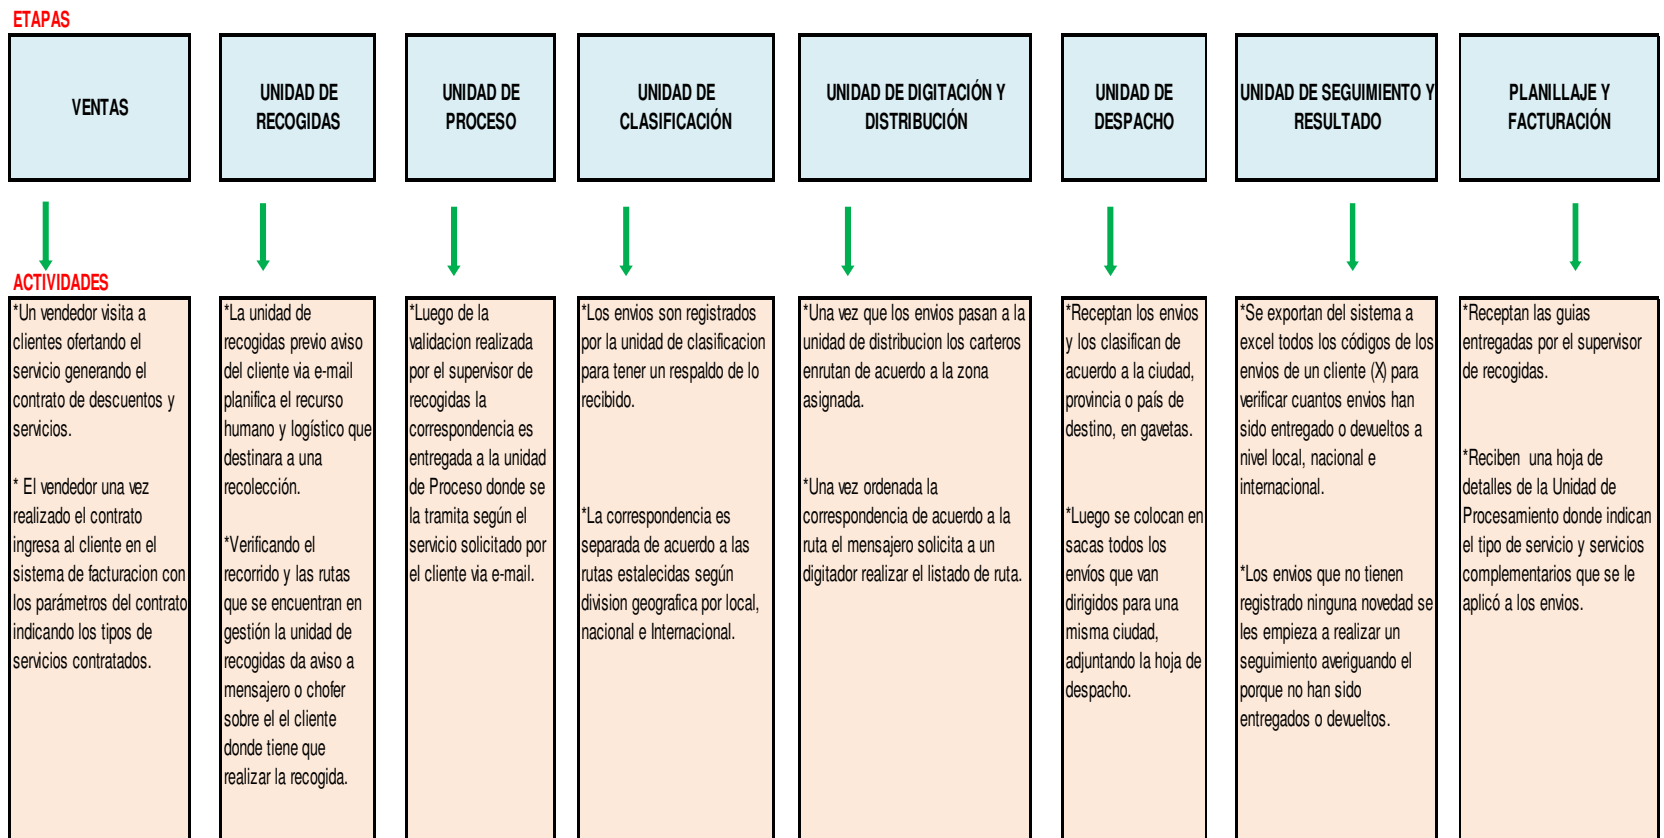 ETAPAS
VENTAS
UNIDAD DE
RECOGIDAS
UNIDAD DE
PROCESO
UNIDAD DE
CLASIFICACIÓN
UNIDAD DE DIGITACIÓN Y
DISTRIBUCIÓN
UNIDAD DE
DESPACHO
UNIDAD DE SEGUIMIENTO Y
RESULTADO
PLANILLAJE Y
FACTURACIÓN
ACTIVIDADES
*Un vendedor visita a
clientes ofertando el
servicio generando el
contrato de descuentos y
servicios.
* El vendedor una vez
realizado el contrato
ingresa al cliente en el
sistema de facturacion con
los parámetros del contrato
indicando los tipos de
servicios contratados.
*La unidad de
recogidas previo aviso
del cliente via e-mail
planifica el recurso
humano y logístico que
destinara a una
recolección.
*Verificando el
recorrido y las rutas
que se encuentran en
gestión la unidad de
recogidas da aviso a
mensajero o chofer
sobre el el cliente
donde tiene que
realizar la recogida.
*Luego de la
validacion realizada
por el supervisor de
recogidas la
correspondencia es
entregada a la unidad
de Proceso donde se
la tramita según el
servicio solicitado por
el cliente via e-mail.
*Los envios son registrados
por la unidad de clasificacion
para tener un respaldo de lo
recibido.
*La correspondencia es
separada de acuerdo a las
rutas estalecidas según
division geografica por local,
nacional e Internacional.
*Una vez que los envios pasan a la
unidad de distribucion los carteros
enrutan de acuerdo a la zona
asignada.
*Una vez ordenada la
correspondencia de acuerdo a la
ruta el mensajero solicita a un
digitador realizar el listado de ruta.
*Receptan los envios
y los clasifican de
acuerdo a la ciudad,
provincia o país de
destino, en gavetas.
*Luego se colocan en
sacas todos los
envíos que van
dirigidos para una
misma ciudad,
adjuntando la hoja de
despacho.
*Se exportan del sistema a
excel todos los códigos de los
envios de un cliente (X) para
verificar cuantos envios han
sido entregado o devueltos a
nivel local, nacional e
internacional.
*Los envios que no tienen
registrado ninguna novedad se
les empieza a realizar un
seguimiento averiguando el
porque no han sido
entregados o devueltos.
*Receptan las guias
entregadas por el supervisor
de recogidas.
*Reciben una hoja de
detalles de la Unidad de
Procesamiento donde indican
el tipo de servicio y servicios
complementarios que se le
aplicó a los envios.